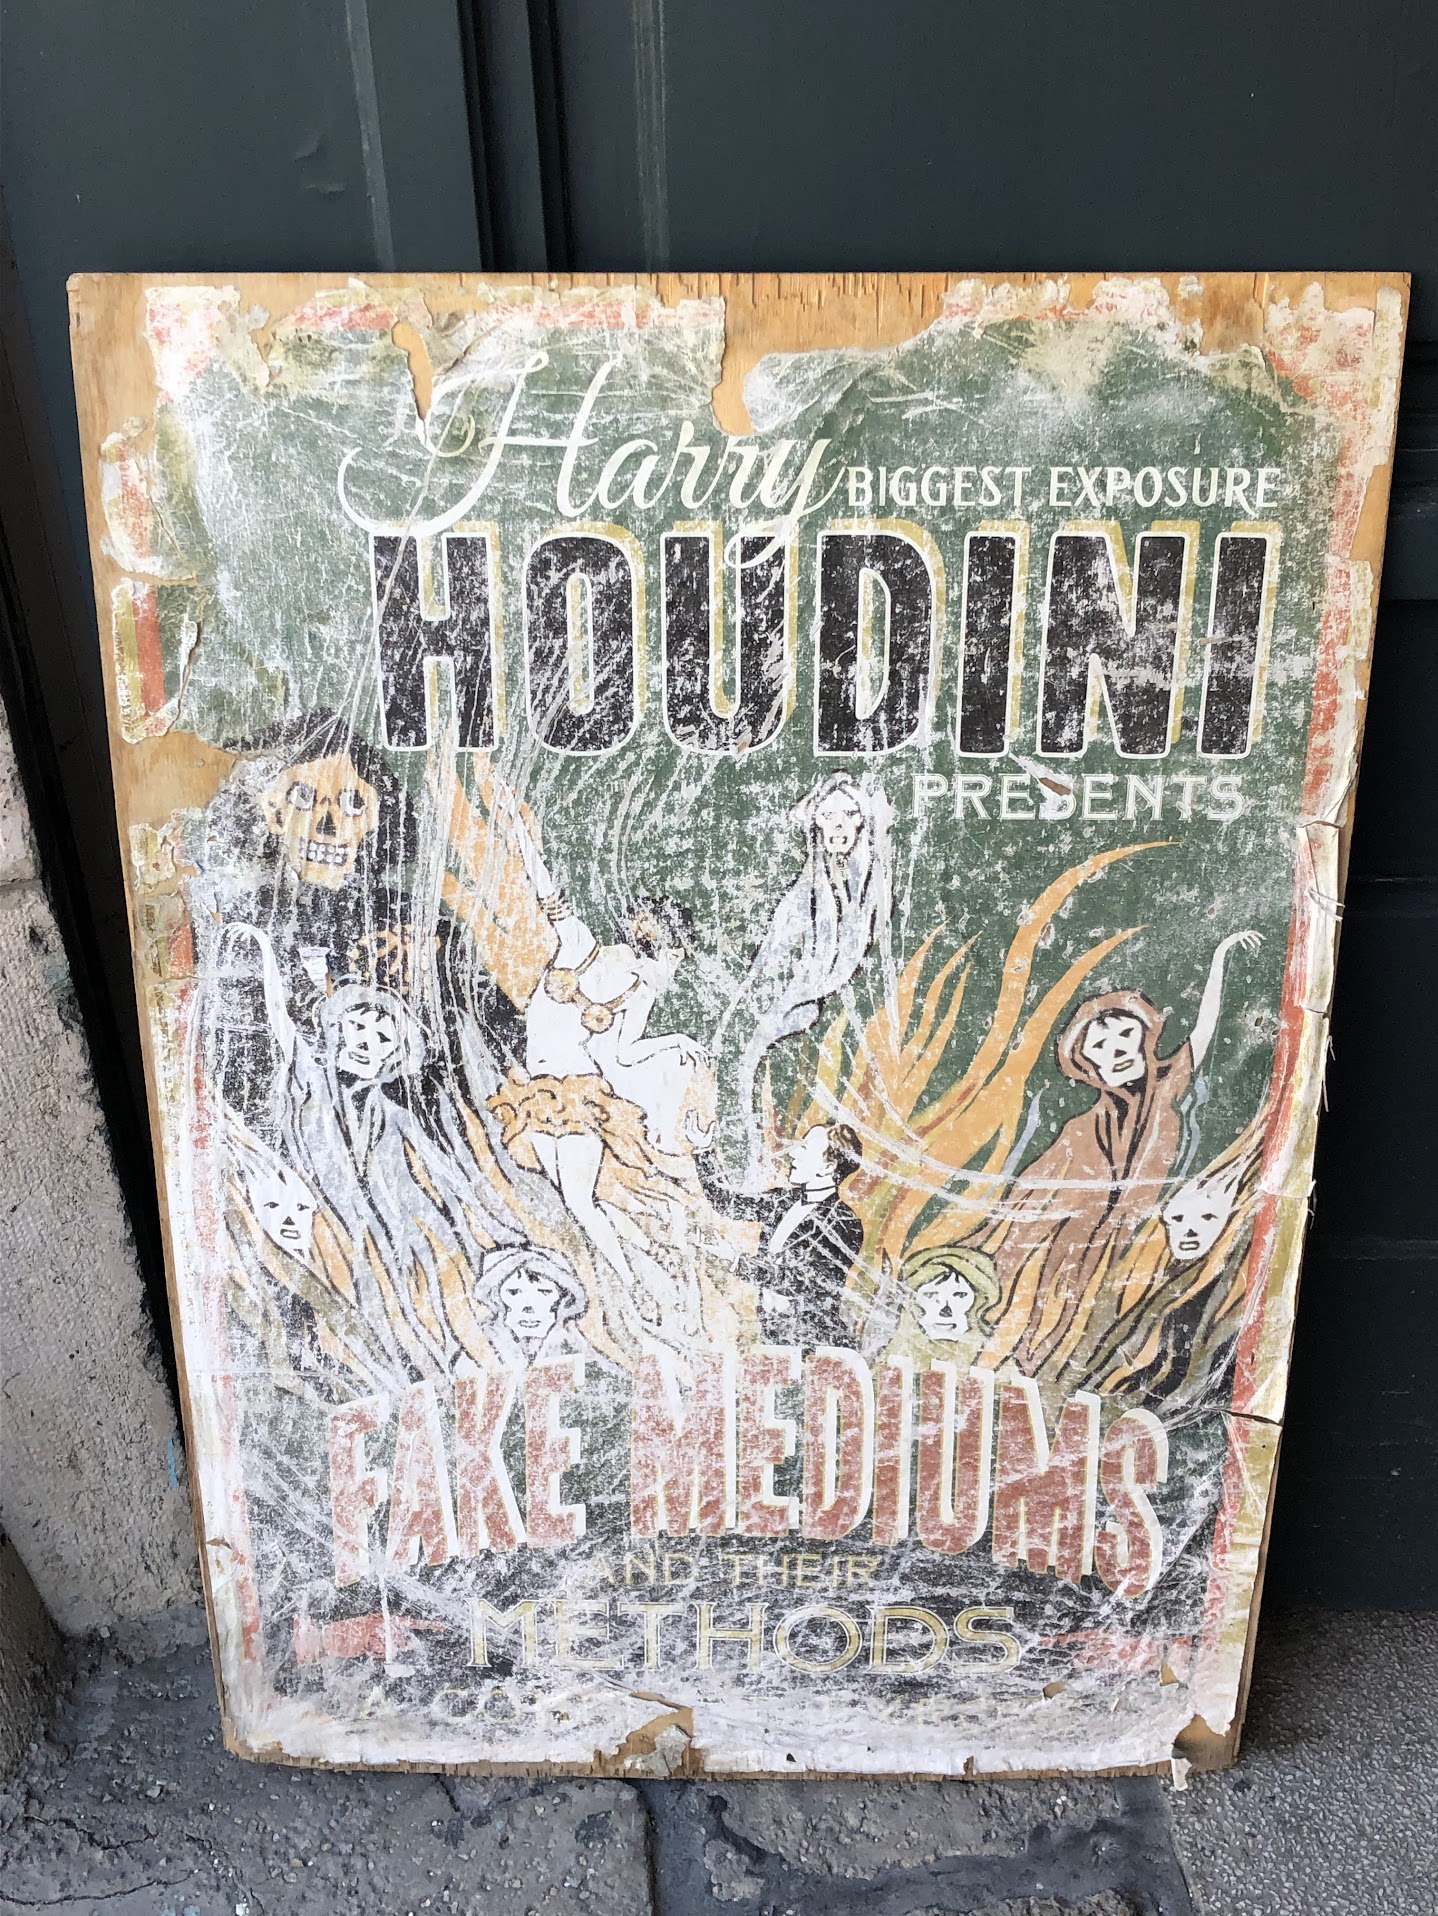 Harry BIGGEST EXPOSURE
HOUDINI
PRESENTS
FAKE MEDIUMS
AND THEIR
METHODS